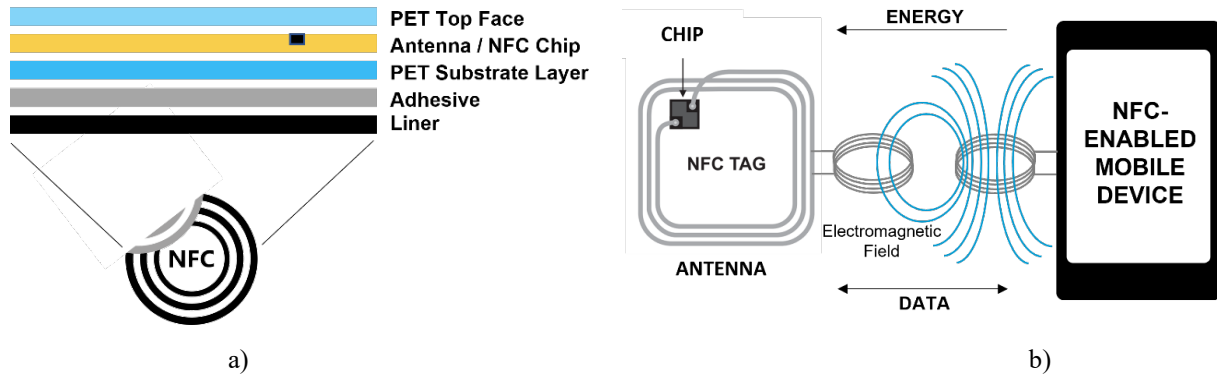 PET Top Face
Antenna / NFC Chip
PET Substrate Layer
Adhesive
Liner
NFC
a)
ENERGY
CHIP
NFC TAG
ANTENNA
Electromagnetic
Field
DATA
NFC-
ENABLED
MOBILE
DEVICE
b)